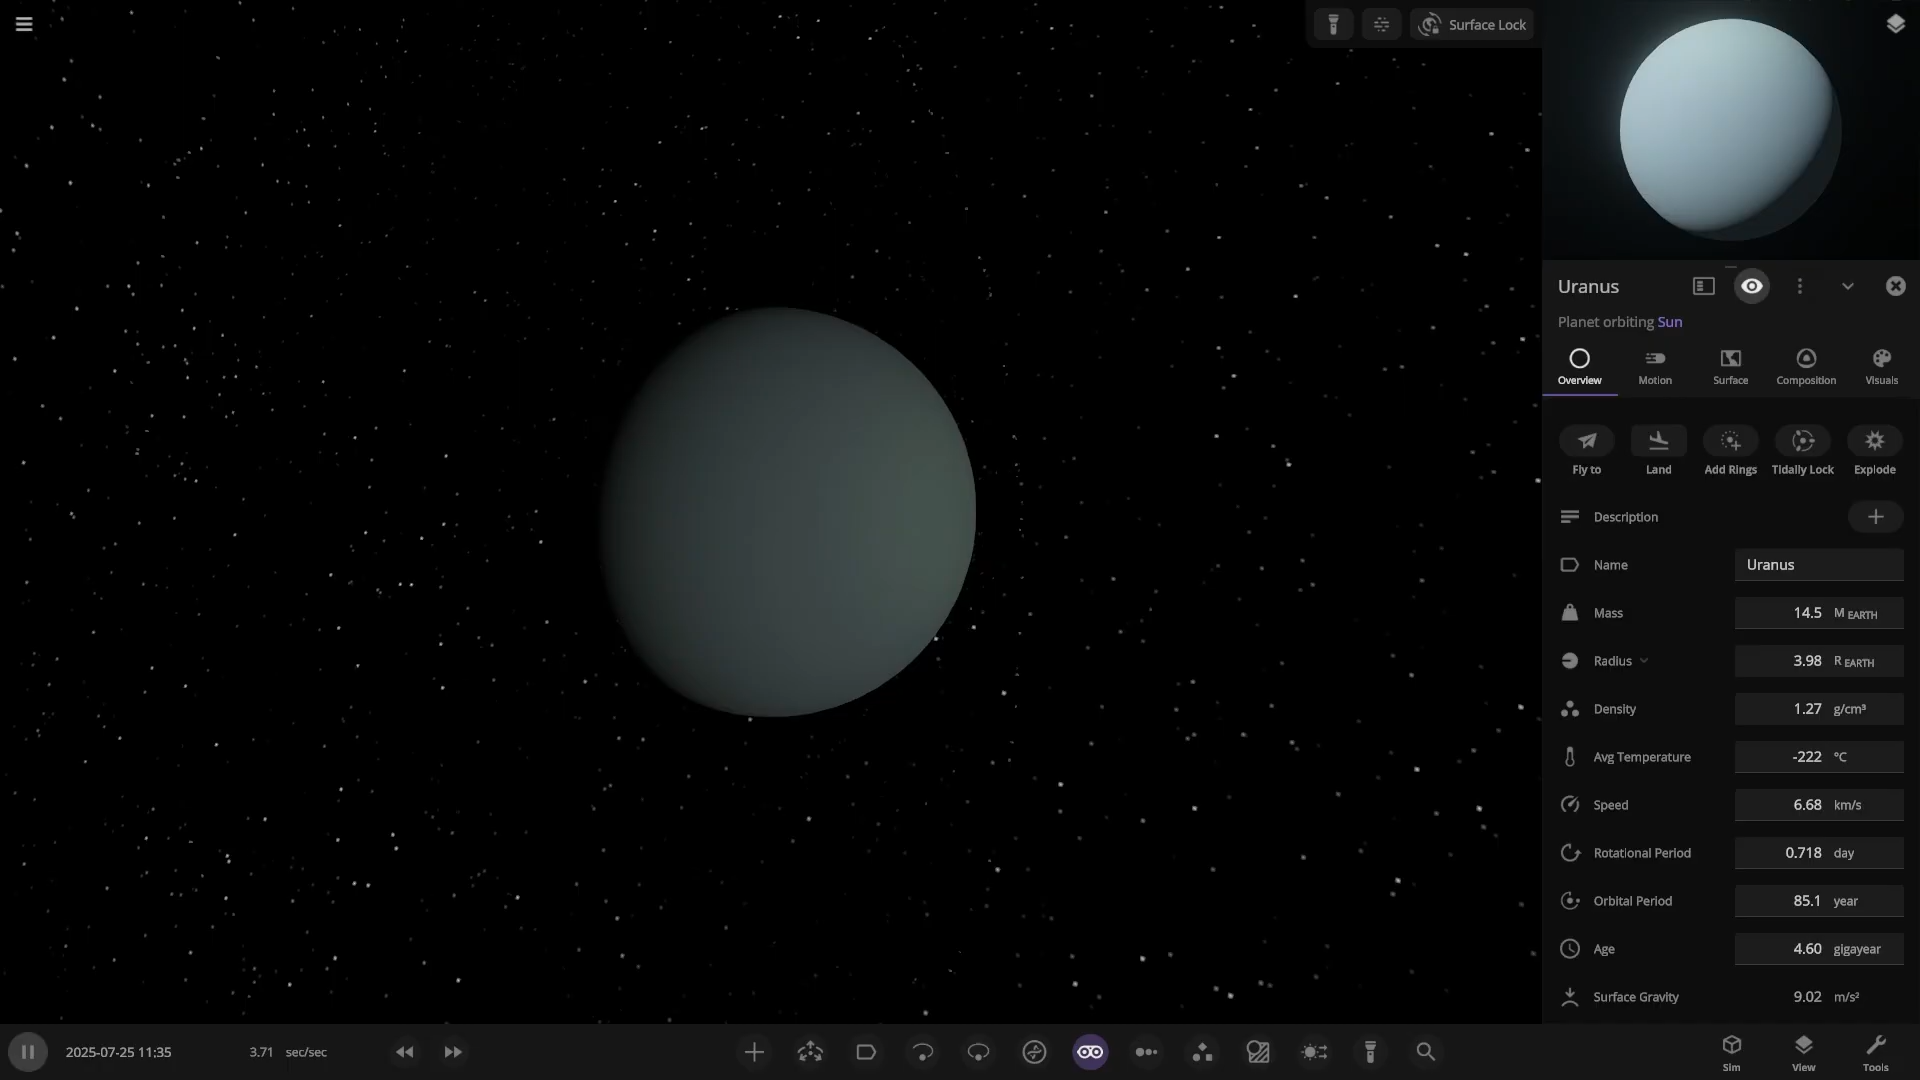 Surface Lock
Uranus
Planet orbiting Sun
Overview
Motion
Surface
Composition
Visuals
Fly to
Land
Add Rings
Tidally Lock
Explode
Description
Name Uranus
Mass 14.5 M EARTH
Radius 3.98 R EARTH
Density 1.27 g/cm³
Avg Temperature -222 °C
Speed 6.68 km/s
Rotational Period 0.718 day
Orbital Period 85.1 year
Age 4.60 gigayear
Surface Gravity 9.02 m/s²
2025-07-25 11:35
3.71 sec/sec
Sim
View
Tools